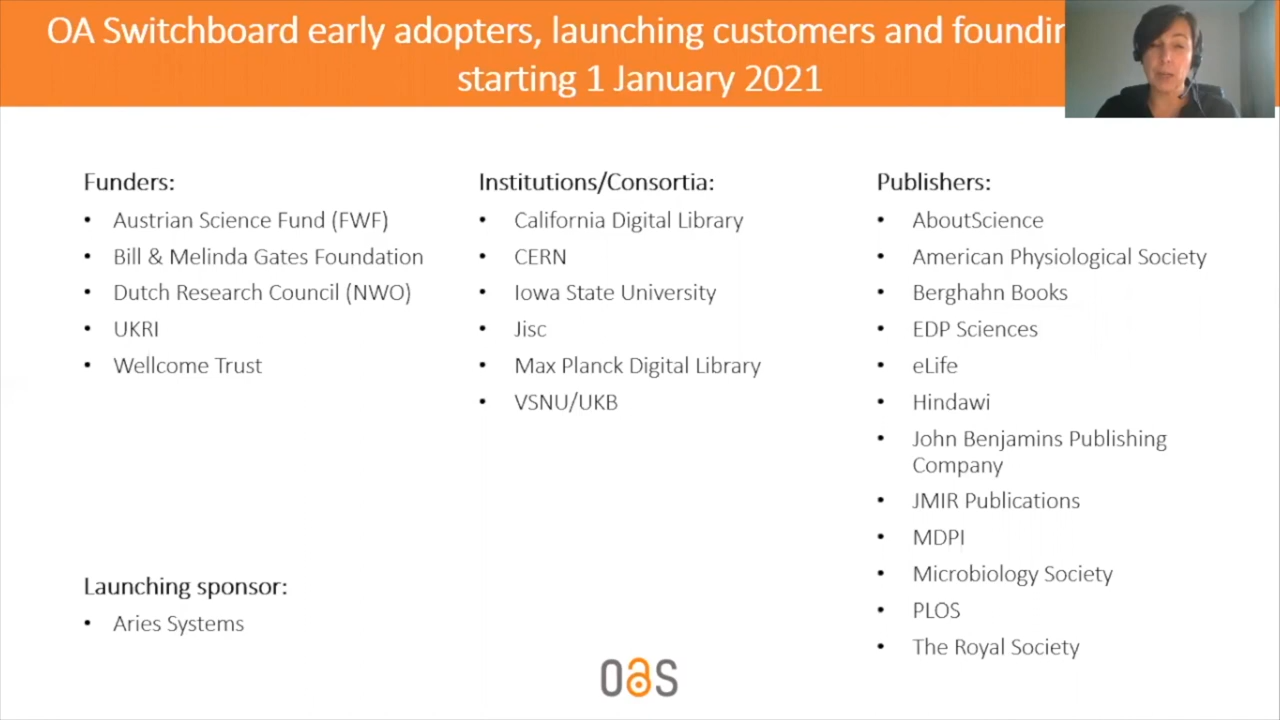 OA Switchboard early adopters, launching customers and
starting 1 January 2021
Funders:
• Austrian Science Fund (FWF)
• Bill & Melinda Gates Foundation
• Dutch Research Council (NWO)
• UKRI
• Wellcome Trust
Institutions/Consortia:
• California Digital Library
• CERN
• Iowa State University
• Jisc
• Max Planck Digital Library
• VSNU/UKB
Publishers:
• AboutScience
• American Physiological Society
• Berghahn Books
• EDP Sciences
• eLife
• Hindawi
• John Benjamins Publishing
Company
• JMIR Publications
• MDPI
• Microbiology Society
• PLOS
• The Royal Society
Launching sponsor:
• Aries Systems
OAS